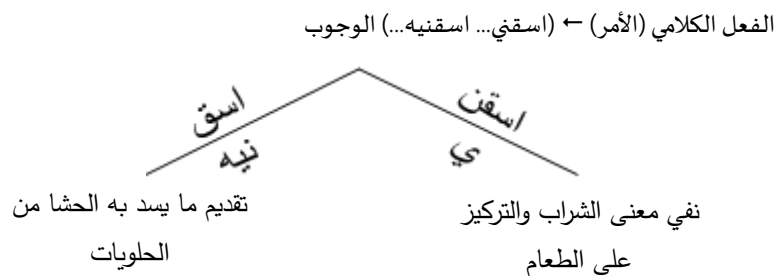 الفعل الكلامي (الأمر) ← (اسقني... اسقنيه...) الوجوب
اسقن
ي
اسق
نيه
نفي معنى الشراب والتركيز
على الطعام
تقديم ما يسد به الحشا من
الحلويات